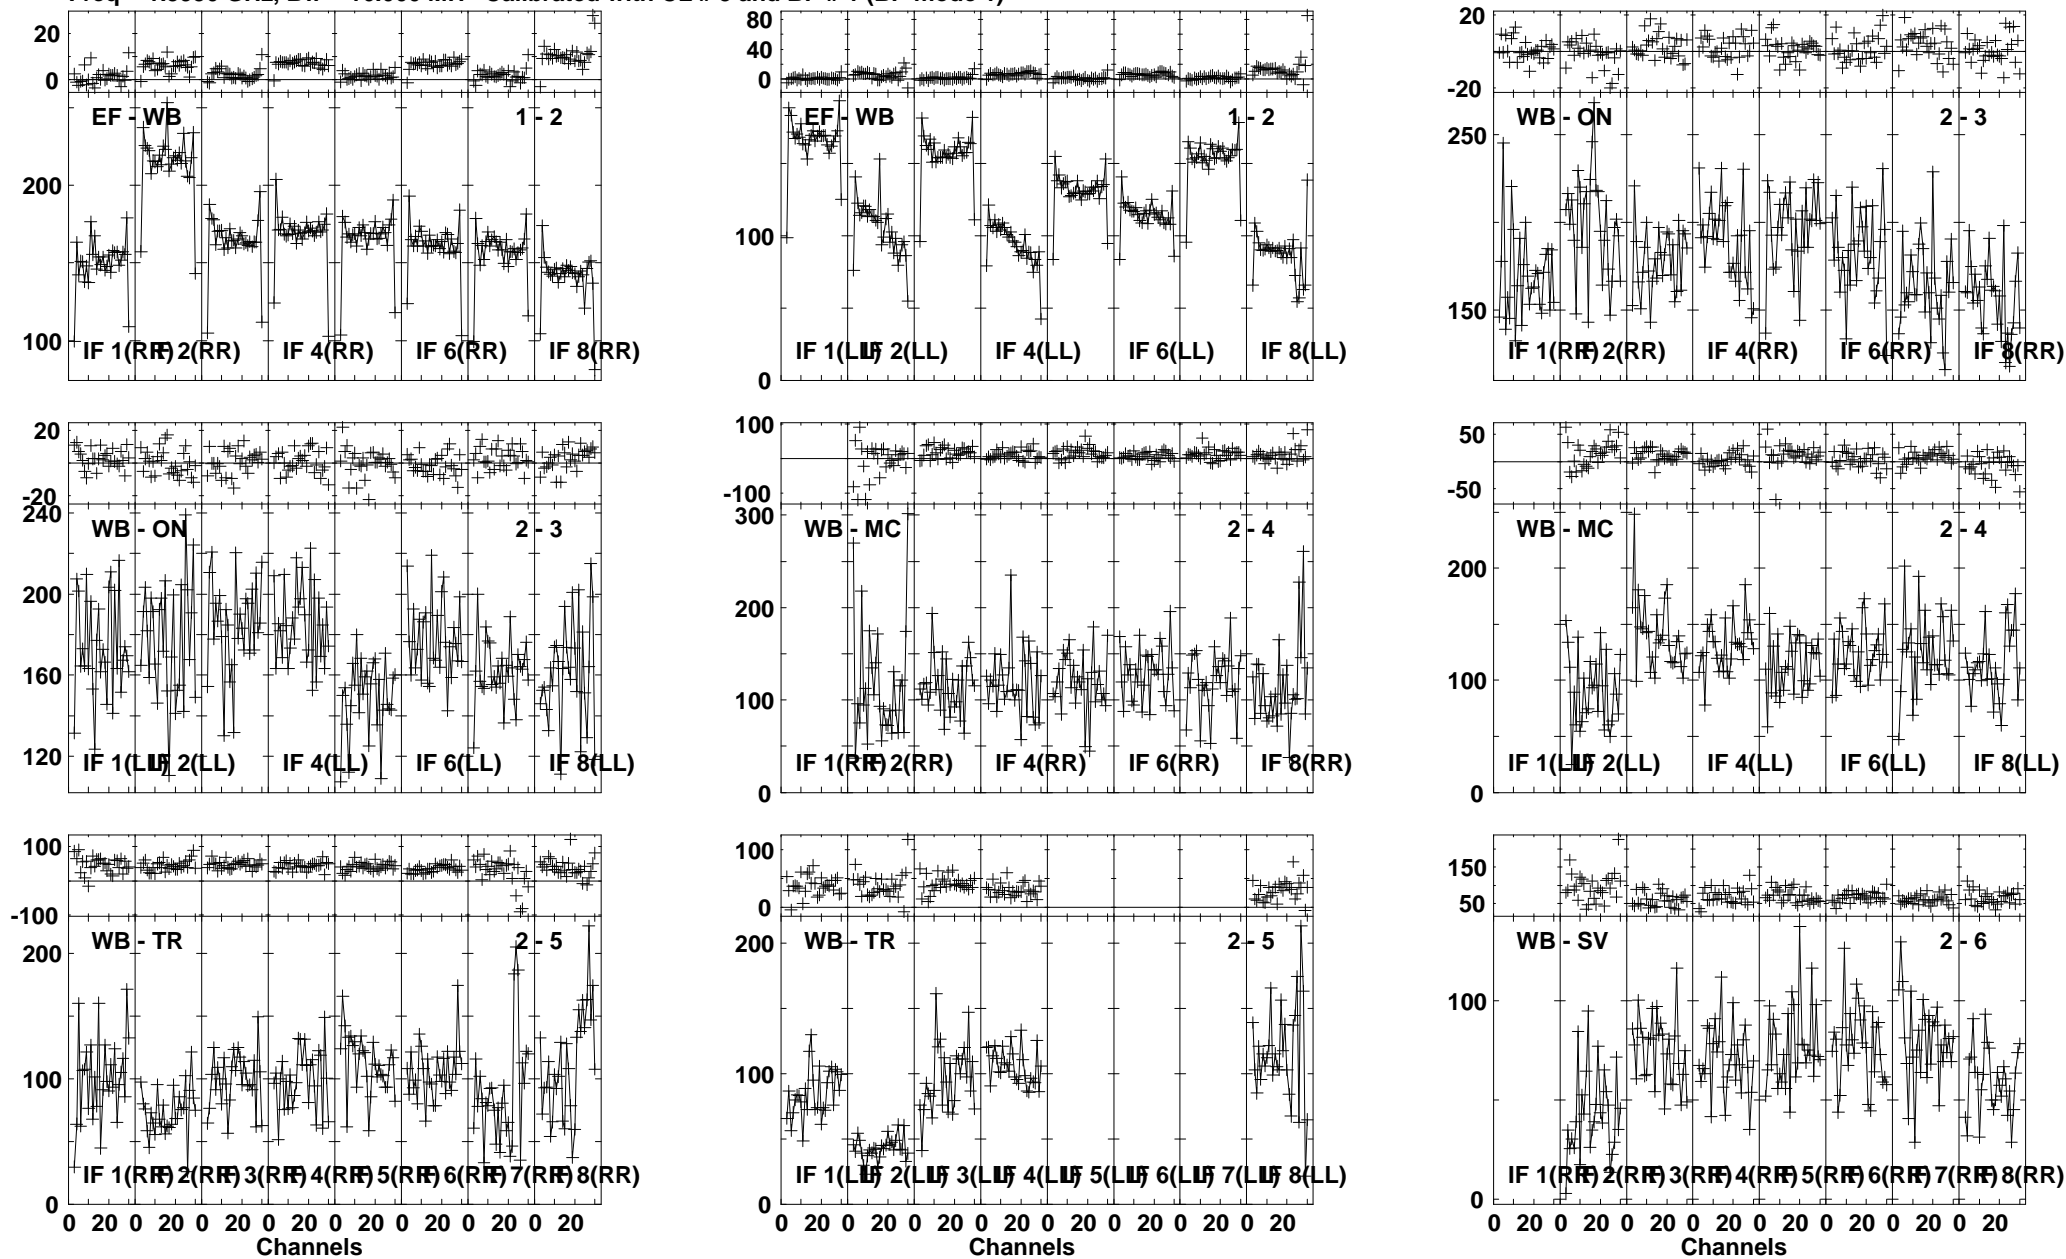 20
0
200
100
EF - WB 1 - 2
IF 1(RR) IF 2(RR) IF 4(RR) IF 6(RR) IF 8(RR)
80
40
0
100
0
EF - WB 1 - 2
IF 1(LL) IF 2(LL) IF 4(LL) IF 6(LL) IF 8(LL)
20
-20
250
150
WB - ON 2 - 3
IF 1(RR) IF 2(RR) IF 4(RR) IF 6(RR) IF 8(RR)
20
-20
240
200
160
120
WB - ON 2 - 3
IF 1(LL) IF 2(LL) IF 4(LL) IF 6(LL) IF 8(LL)
100
-100
300
200
100
0
WB - MC 2 - 4
IF 1(RR) IF 2(RR) IF 4(RR) IF 6(RR) IF 8(RR)
50
-50
200
100
0
WB - MC 2 - 4
IF 1(LL) IF 2(LL) IF 4(LL) IF 6(LL) IF 8(LL)
100
-100
200
100
0
WB - TR 2 - 5
IF 1(RR) IF 2(RR) IF 3(RR) IF 4(RR) IF 5(RR) IF 6(RR) IF 7(RR) IF 8(RR)
0 20 0 20 0 20 0 20 0 20 0 20 0 20 0 20
Channels
100
0
200
100
0
WB - TR 2 - 5
IF 1(LL) IF 2(LL) IF 3(LL) IF 4(LL) IF 5(LL) IF 6(LL) IF 7(LL) IF 8(LL)
0 20 0 20 0 20 0 20 0 20 0 20 0 20 0 20
Channels
150
50
100
0
WB - SV 2 - 6
IF 1(RR) IF 2(RR) IF 3(RR) IF 4(RR) IF 5(RR) IF 6(RR) IF 7(RR) IF 8(RR)
0 20 0 20 0 20 0 20 0 20 0 20 0 20 0 20
Channels